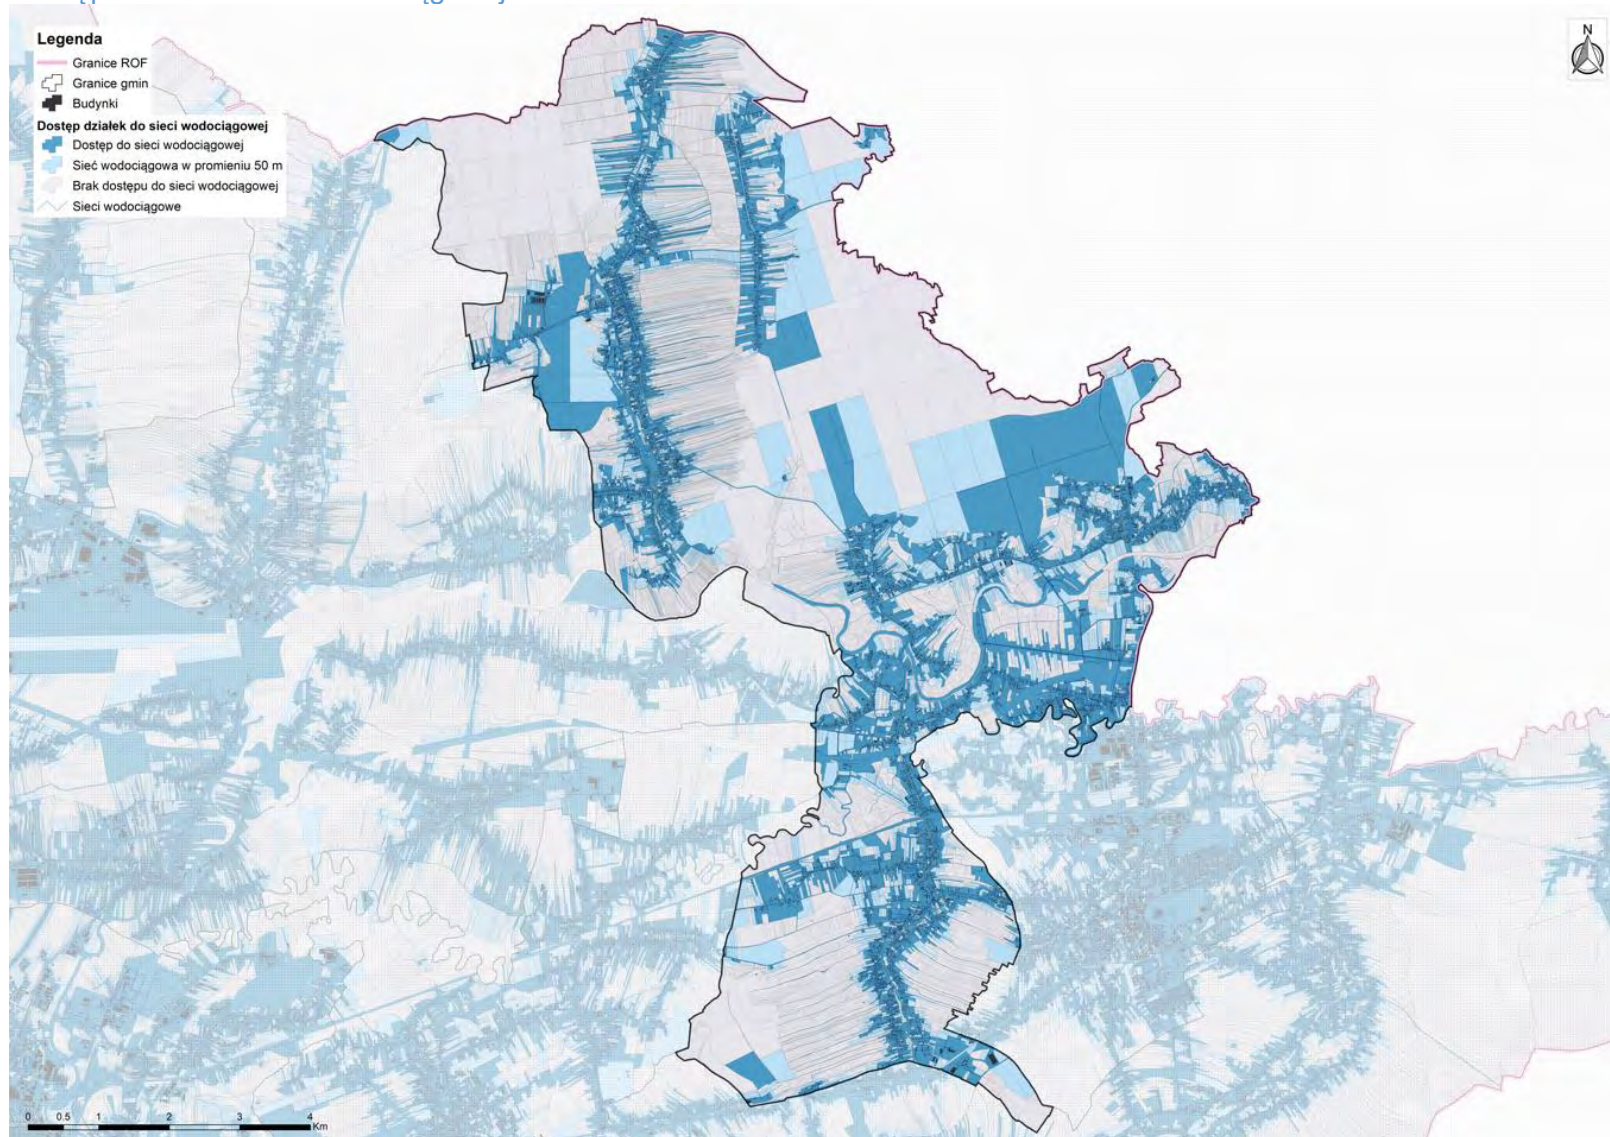 Legenda
Granice ROF
Granice gmin
Budynki
Dostęp działek do sieci wodociągowej
Dostęp do sieci wodociągowej
Sieć wodociągowa w promieniu 50 m
Brak dostępu do sieci wodociągowej
Sieci wodociągowe
N
0 0.5 1 2 3 4
Km